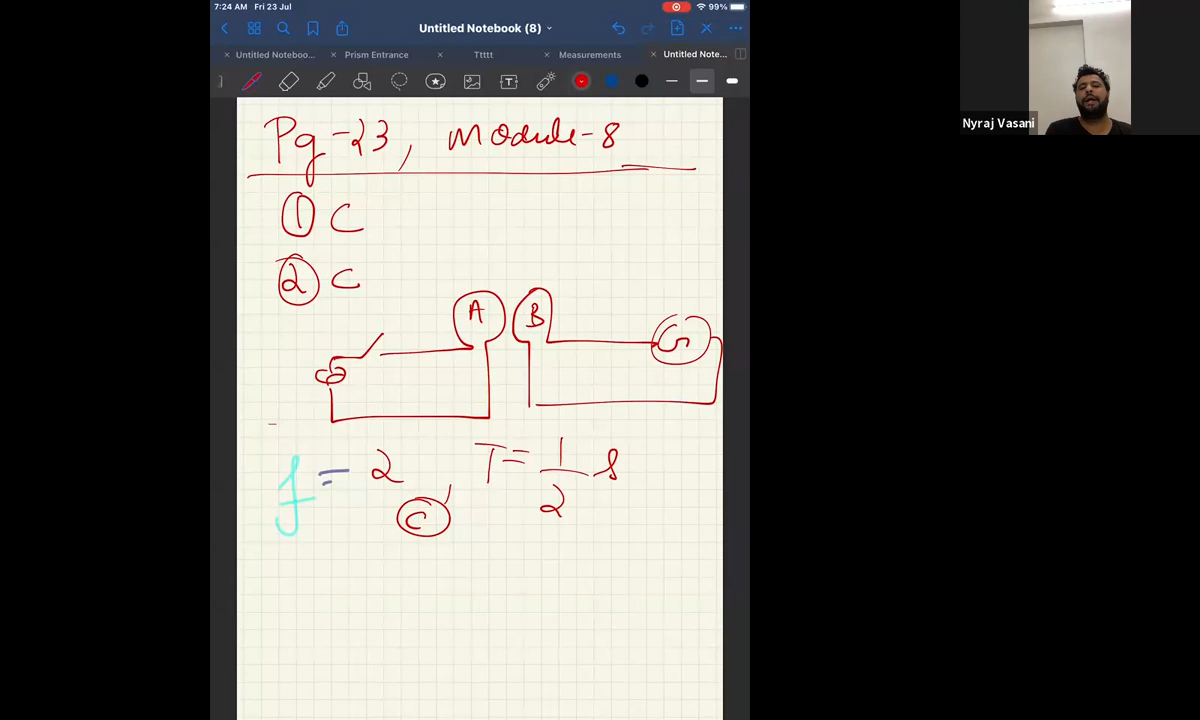 7:24 AM Fri 23 Jul
99%
Untitled Notebook (8)
Untitled Noteboo...
Prism Entrance
Ttttt
Measurements
Untitled Note...
Pg-23, Module-8
① C
② C
A
B
G
f = 2
T = 1/2 s
C
Nyraj Vasani